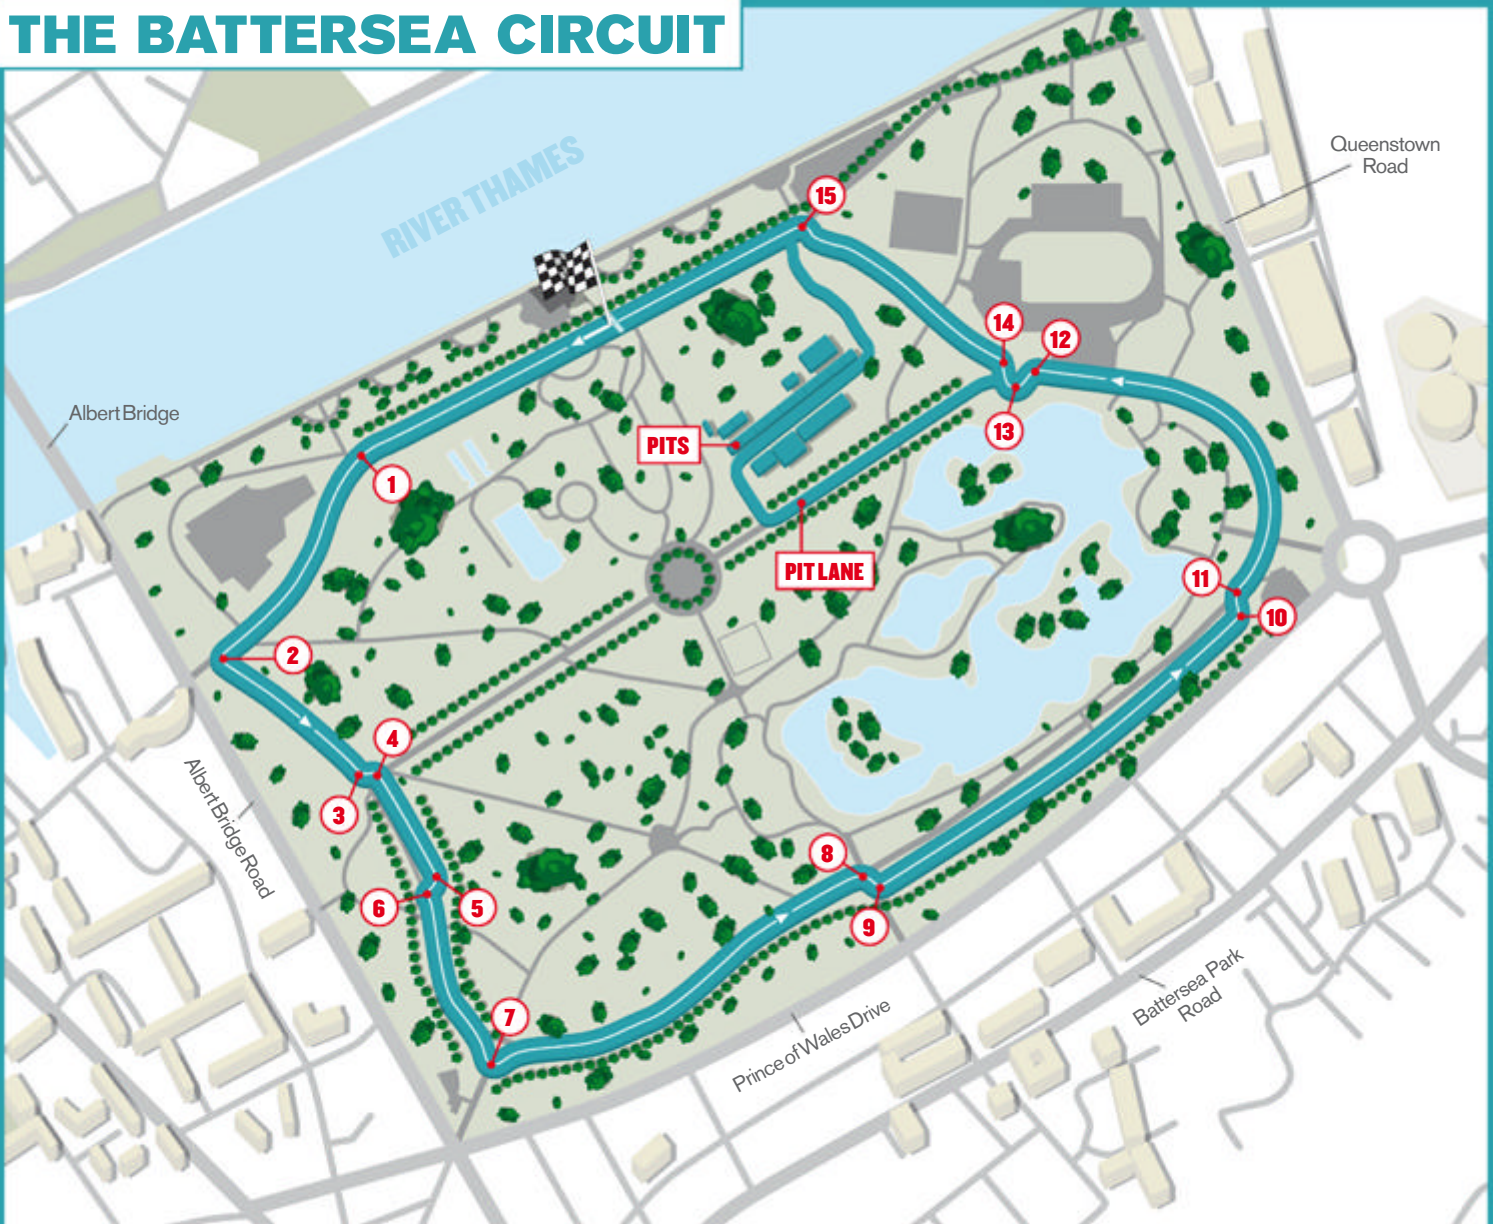 THE BATTERSEA CIRCUIT
RIVER THAMES
Queenstown
Road
15
14
12
Albert Bridge
13
PITS
1
PIT LANE
11
10
2
4
3
Albert Bridge Road
8
6
5
9
7
Prince of Wales Drive
Battersea Park
Road